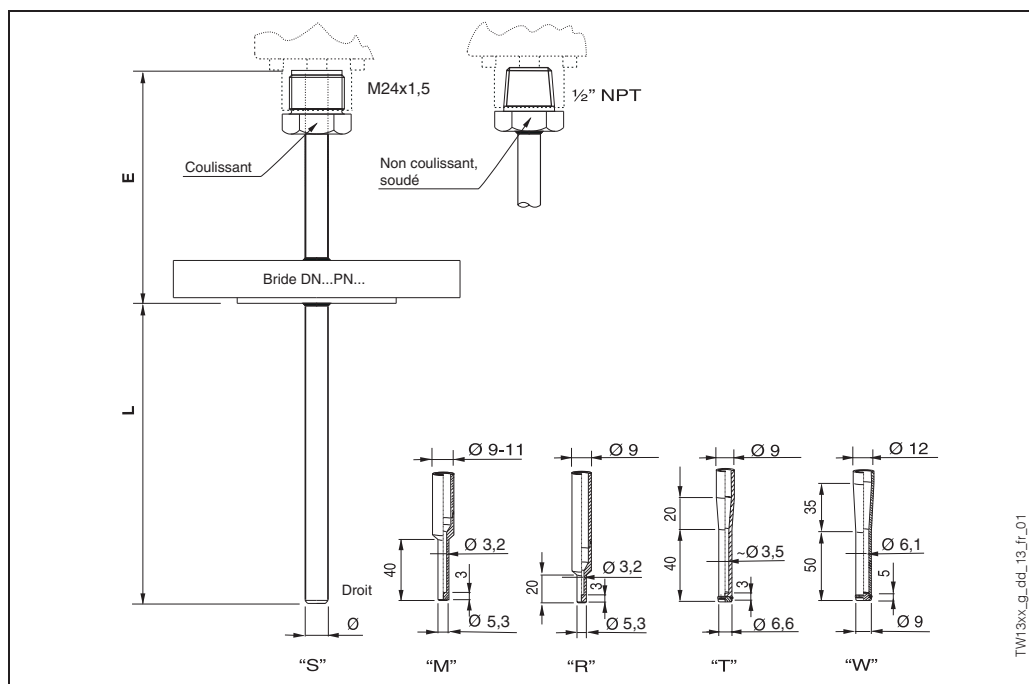 M24x1,5
½” NPT
Coulissant
Non coulissant,
soudé
E
Bride DN...PN...
L
Droit
Ø
“S”
Ø 9-11
Ø 3,2
40
3
Ø 5,3
“M”
Ø 9
Ø 3,2
20
3
Ø 5,3
“R”
Ø 9
20
40
~Ø 3,5
3
Ø 6,6
“T”
Ø 12
35
50
Ø 6,1
5
Ø 9
“W”
TW13xx_g_dd_13_fr_01